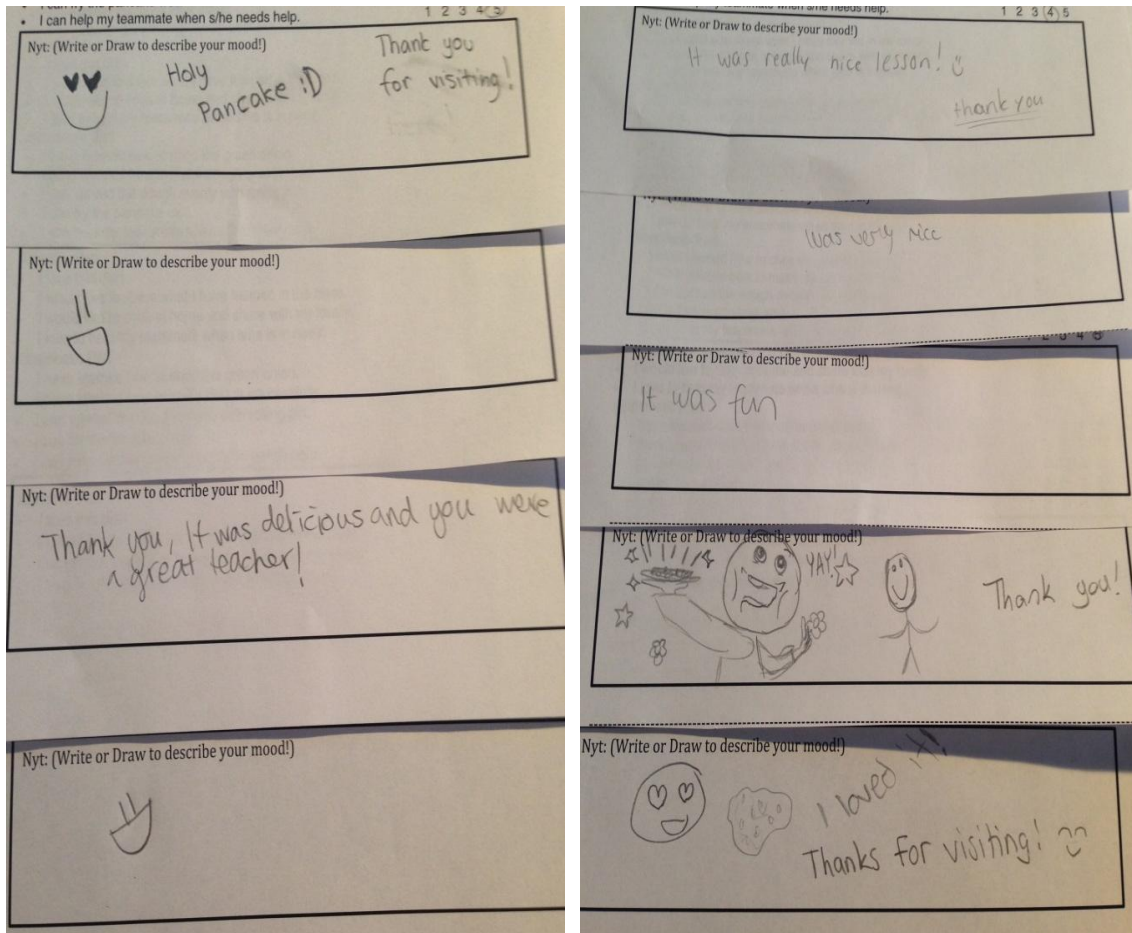 • I can help my teammate when s/he needs help.
1 2 3 4 5
Nyt: (Write or Draw to describe your mood!)
Holy
Pancake :D
Thank you
for visiting!
Nyt: (Write or Draw to describe your mood!)
Nyt: (Write or Draw to describe your mood!)
Thank you, It was delicious and you were
a great teacher!
Nyt: (Write or Draw to describe your mood!)
when s/he needs help.
1 2 3 4 5
Nyt: (Write or Draw to describe your mood!)
It was really nice lesson!
thank you
Was very nice
Nyt: (Write or Draw to describe your mood!)
It was fun
Nyt: (Write or Draw to describe your mood!)
YAY!
Thank you!
Nyt: (Write or Draw to describe your mood!)
I loved it!
Thanks for visiting!